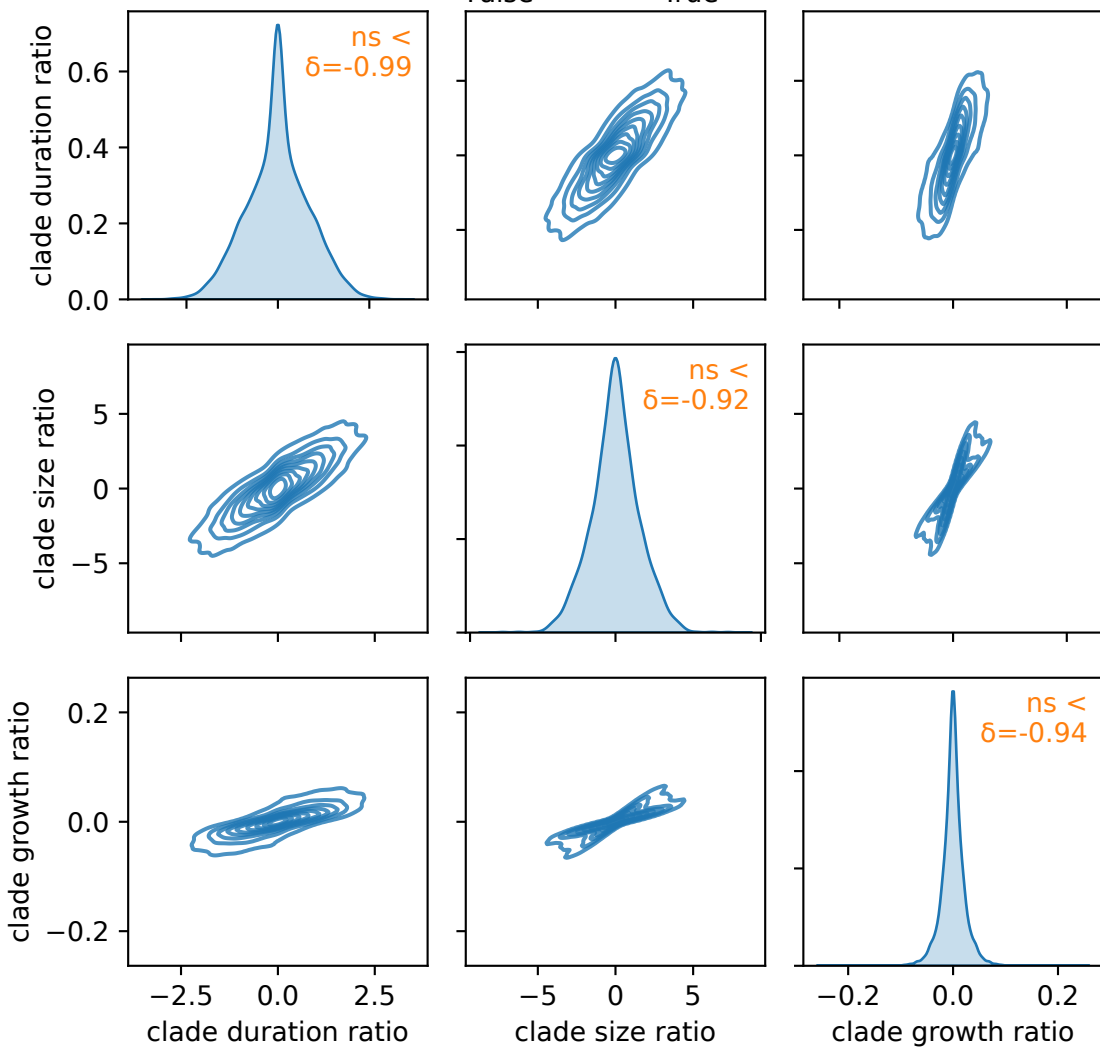 True
clade duration ratio
0.6
0.4
0.2
0.0
ns <
δ=-0.99
clade size ratio
5
0
−5
ns <
δ=-0.92
clade growth ratio
0.2
0.0
−0.2
ns <
δ=-0.94
−2.5 0.0 2.5
clade duration ratio
−5 0 5
clade size ratio
−0.2 0.0 0.2
clade growth ratio